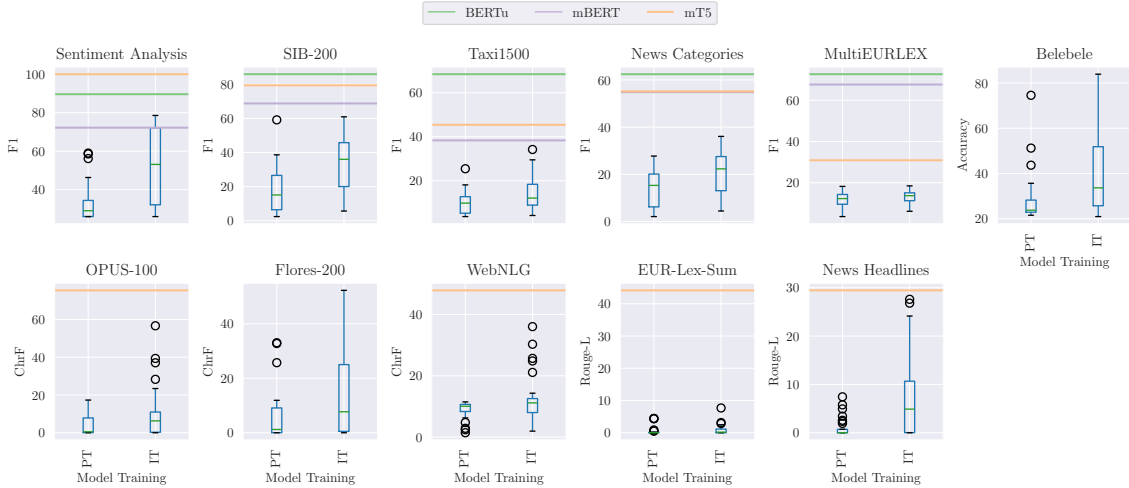 BERTu mBERT mT5
Sentiment Analysis SIB-200 Taxi1500 News Categories MultiEURLEX Belebele
F1
100
80
60
40
F1
80
60
40
20
0
F1
60
40
20
F1
60
40
20
0
F1
60
40
20
Accuracy
80
60
40
20
PT IT
Model Training
OPUS-100 Flores-200 WebNLG EUR-Lex-Sum News Headlines
ChrF
60
40
20
0
PT IT
Model Training
ChrF
40
20
0
PT IT
Model Training
ChrF
40
20
0
PT IT
Model Training
Rouge-L
40
30
20
10
0
PT IT
Model Training
Rouge-L
30
20
10
0
PT IT
Model Training